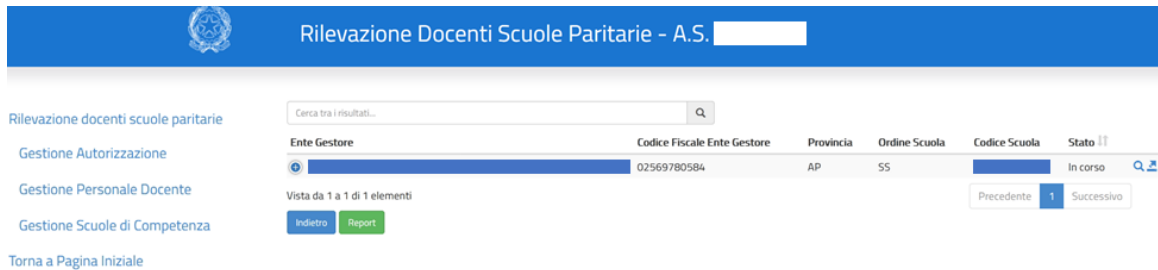 Rilevazione Docenti Scuole Paritarie - A.S.
Rilevazione docenti scuole paritarie
Gestione Autorizzazione
Gestione Personale Docente
Gestione Scuole di Competenza
Torna a Pagina Iniziale
Cerca tra i risultati...
Ente Gestore Codice Fiscale Ente Gestore Provincia Ordine Scuola Codice Scuola Stato
02569780584 AP SS In corso
Vista da 1 a 1 di 1 elementi
Precedente 1 Successivo
Indietro Report